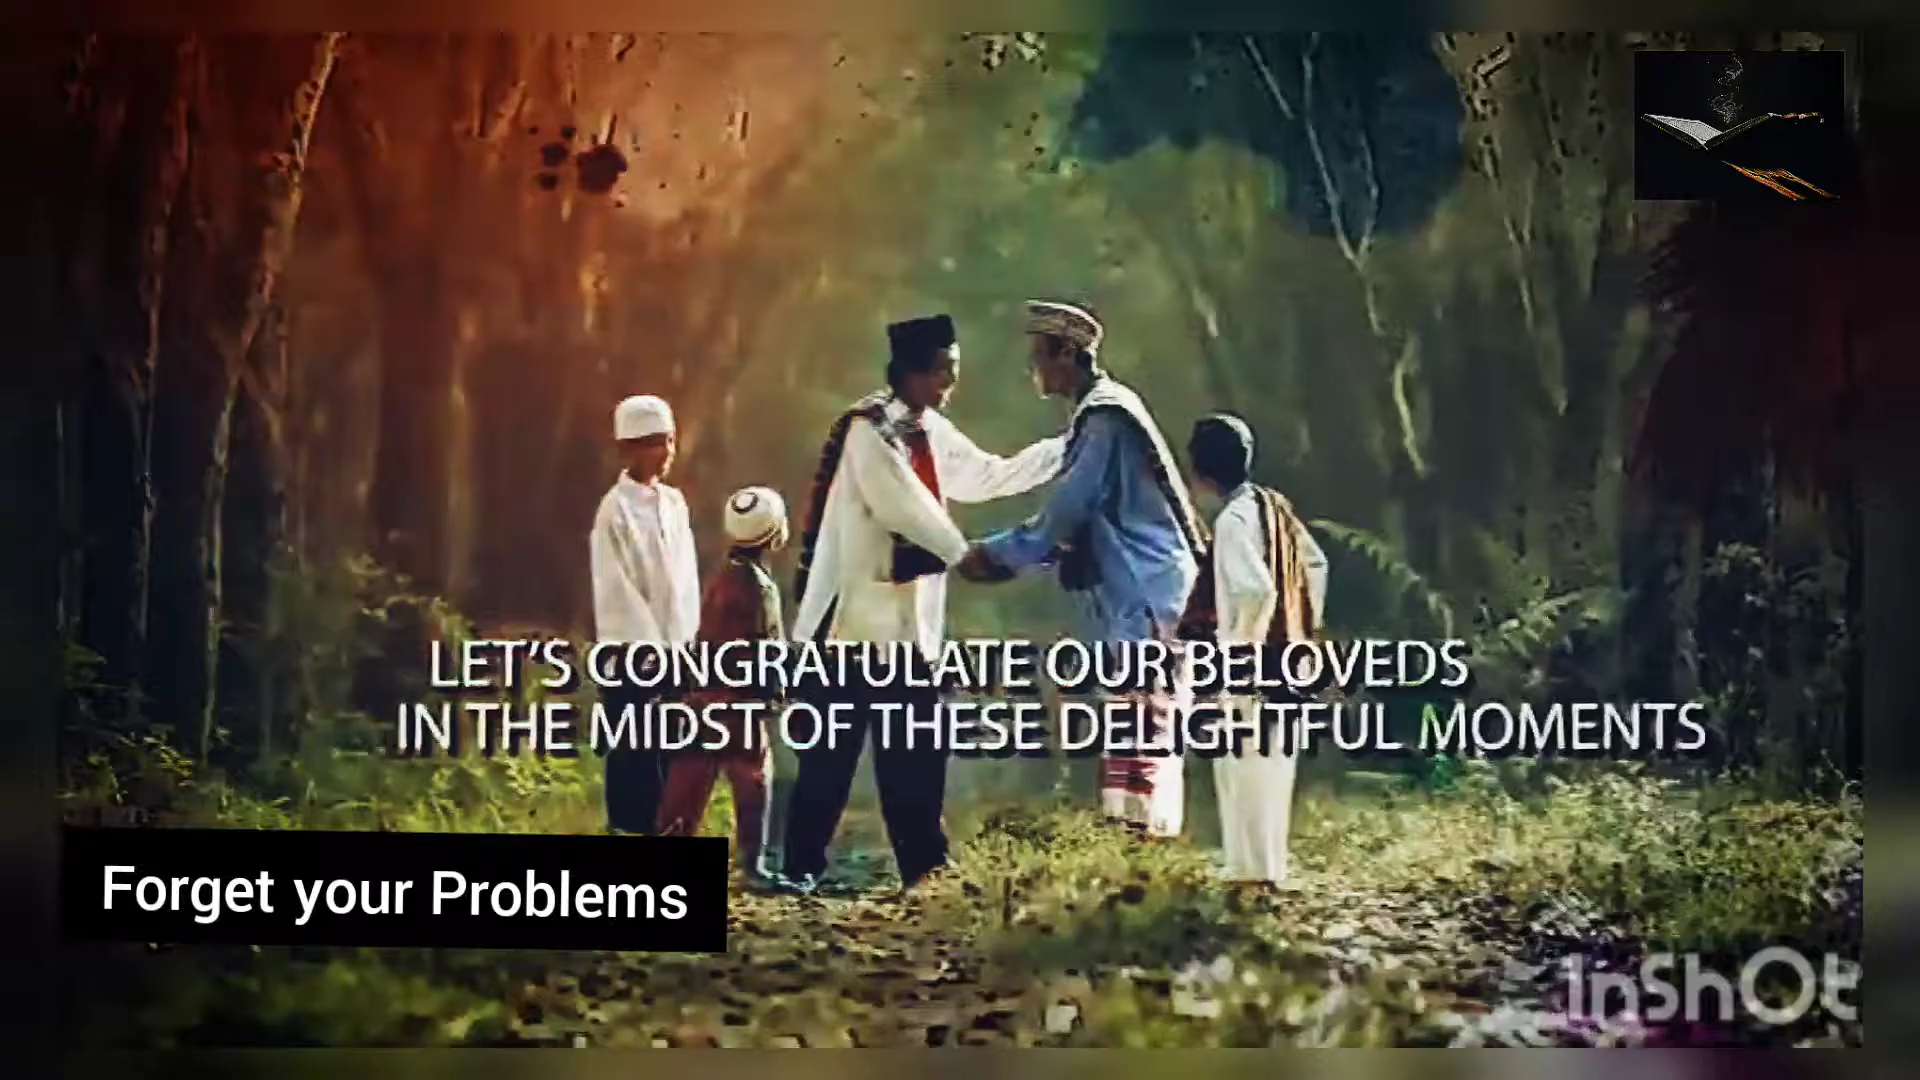 LET'S CONGRATULATE OUR BELOVEDS
IN THE MIDST OF THESE DELIGHTFUL MOMENTS
Forget your Problems
InShOt